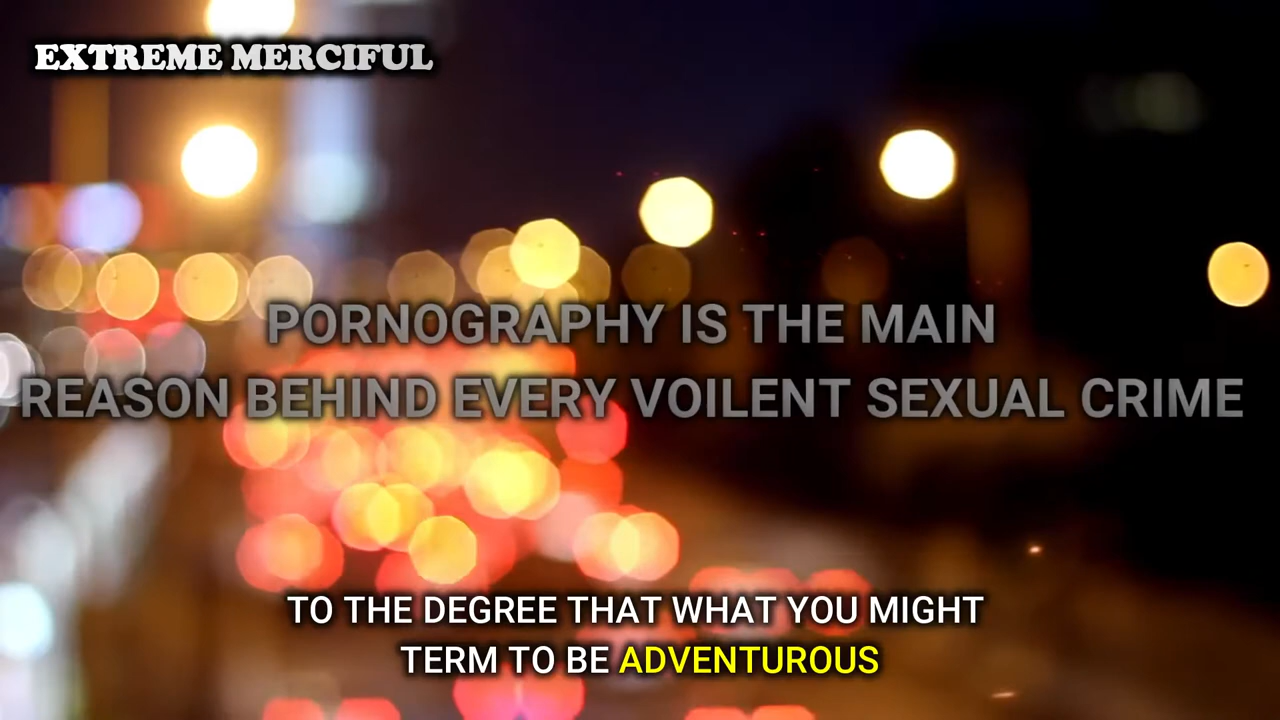 EXTREME MERCIFUL
PORNOGRAPHY IS THE MAIN
REASON BEHIND EVERY VOILENT SEXUAL CRIME
TO THE DEGREE THAT WHAT YOU MIGHT
TERM TO BE ADVENTUROUS